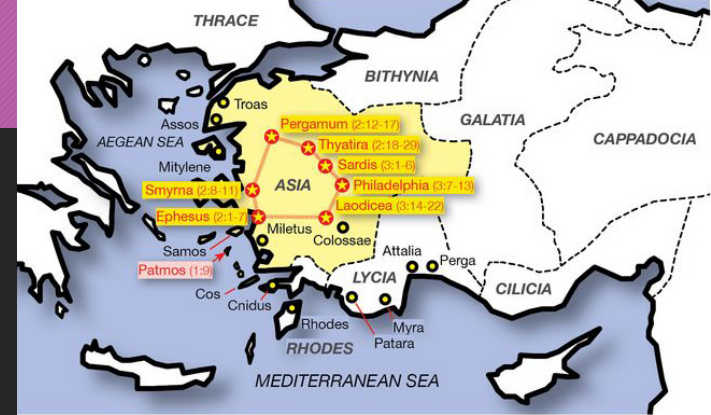 THRACE
BITHYNIA
Troas
GALATIA
Assos
Pergamum (2:12-17)
AEGEAN SEA
Thyatira (2:18-29)
CAPPADOCIA
Mitylene
Sardis (3:1-6)
Smyrna (2:8-11)
ASIA
Philadelphia (3:7-13)
Ephesus (2:1-7)
Laodicea (3:14-22)
Miletus
Colossae
Samos
Attalia
Perga
Patmos (1:9)
LYCIA
CILICIA
Cos
Cnidus
Rhodes
Myra
Patara
RHODES
MEDITERRANEAN SEA